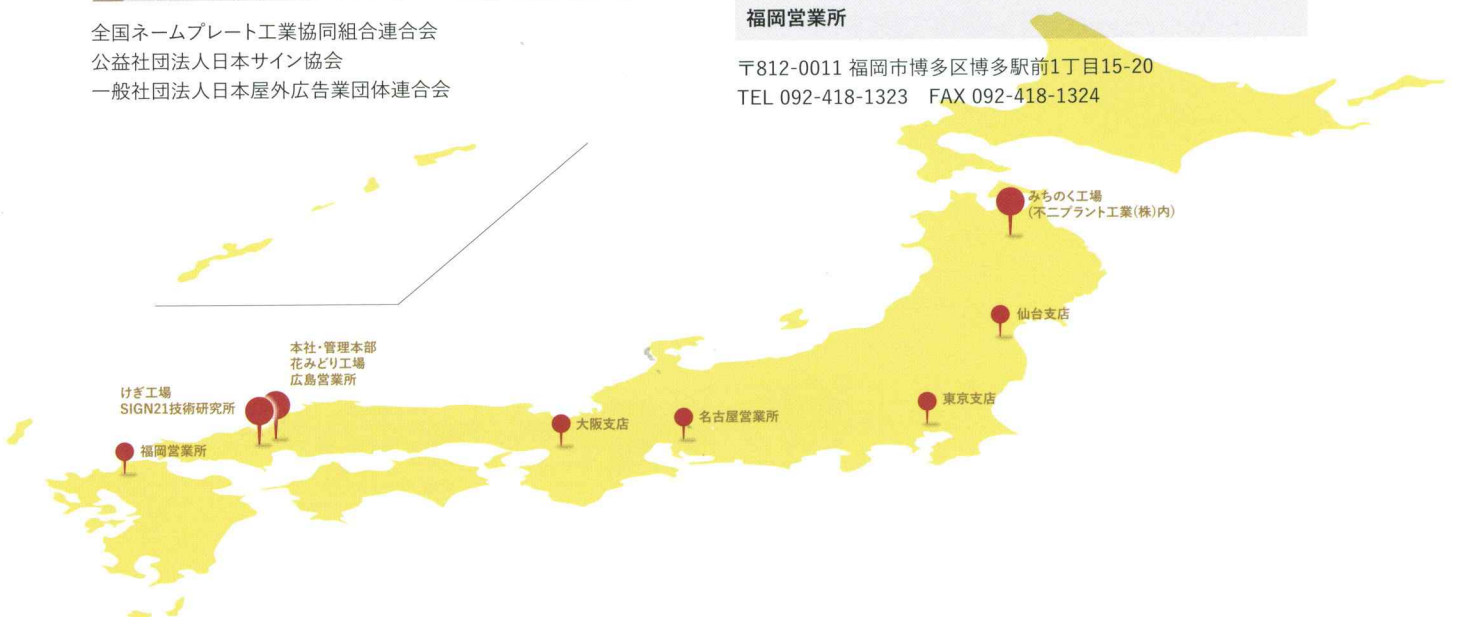 全国ネームプレート工業協同組合連合会
公益社団法人日本サイン協会
一般社団法人日本屋外広告業団体連合会
福岡営業所
〒812-0011 福岡市博多区博多駅前1丁目15-20
TEL 092-418-1323 FAX 092-418-1324
みちのく工場
(不二プラント工業(株)内)
仙台支店
東京支店
名古屋営業所
大阪支店
本社・管理本部
花みどり工場
広島営業所
けぎ工場
SIGN21技術研究所
福岡営業所